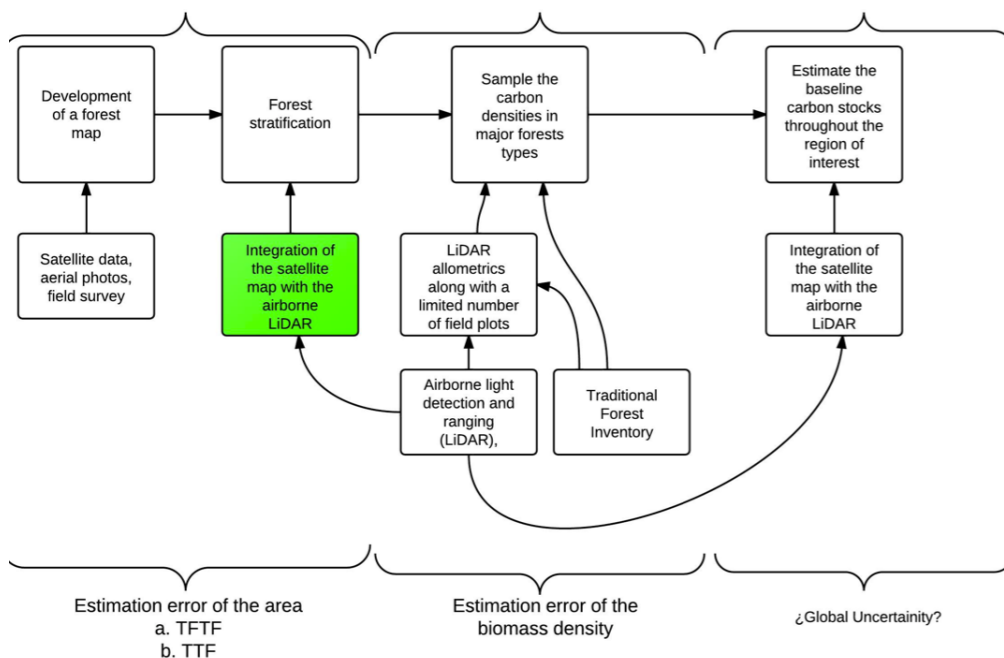 Development
of a forest
map
Forest
stratification
Sample the
carbon
densities in
major forests
types
Estimate the
baseline
carbon stocks
throughout the
region of
interest
Satellite data,
aerial photos,
field survey
Integration of
the satellite
map with the
airborne
LiDAR
LiDAR
allometrics
along with a
limited number
of field plots
Integration of
the satellite
map with the
airborne
LiDAR
Airborne light
detection and
ranging
(LiDAR),
Traditional
Forest
Inventory
Estimation error of the area
a. TFTF
b. TTF
Estimation error of the
biomass density
¿Global Uncertainity?